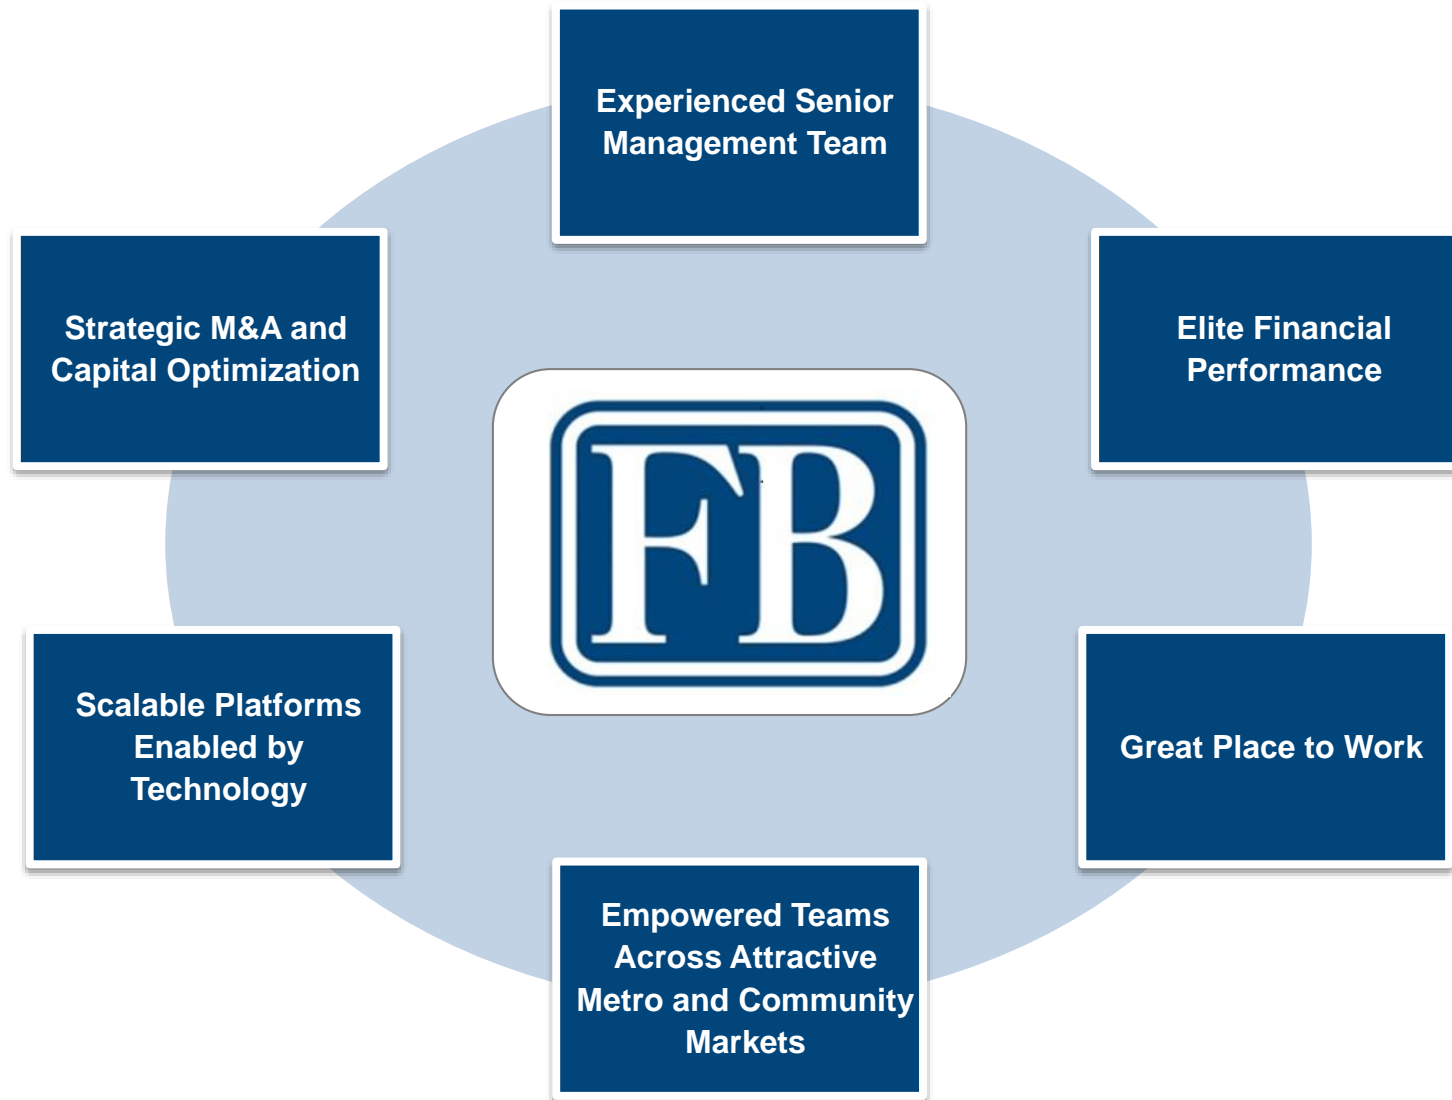 Experienced Senior
Management Team
Strategic M&A and
Capital Optimization
Elite Financial
Performance
FB
Scalable Platforms
Enabled by
Technology
Great Place to Work
Empowered Teams
Across Attractive
Metro and Community
Markets